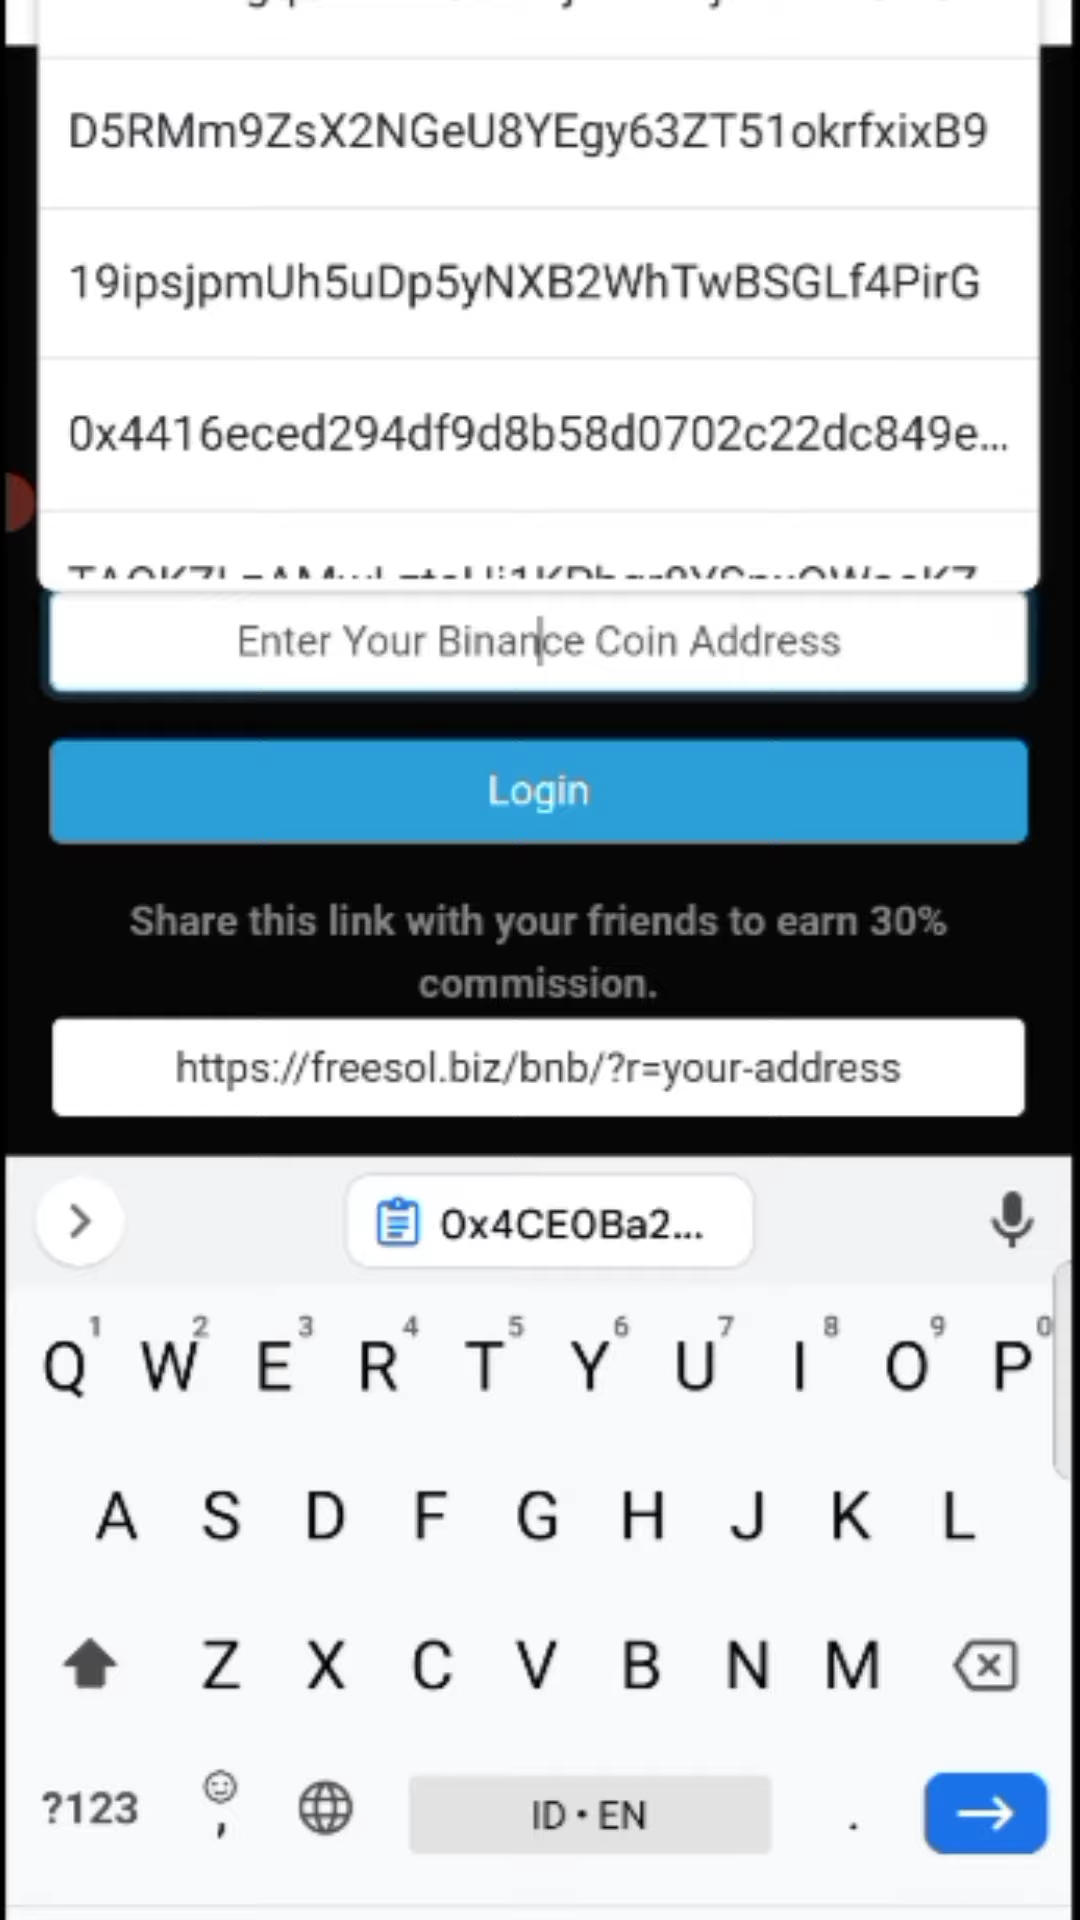 D5RMm9ZsX2NGeU8YEgy63ZT51okrfxixB9
19ipsjpmUh5uDp5yNXB2WhTwBSGLf4PirG
0x4416eced294df9d8b58d0702c22dc849e...
Enter Your Binance Coin Address
Login
Share this link with your friends to earn 30%
commission.
https://freesol.biz/bnb/?r=your-address
0x4CE0Ba2...
1 2 3 4 5 6 7 8 9 0
Q W E R T Y U I O P
A S D F G H J K L
Z X C V B N M
?123 , ID • EN .